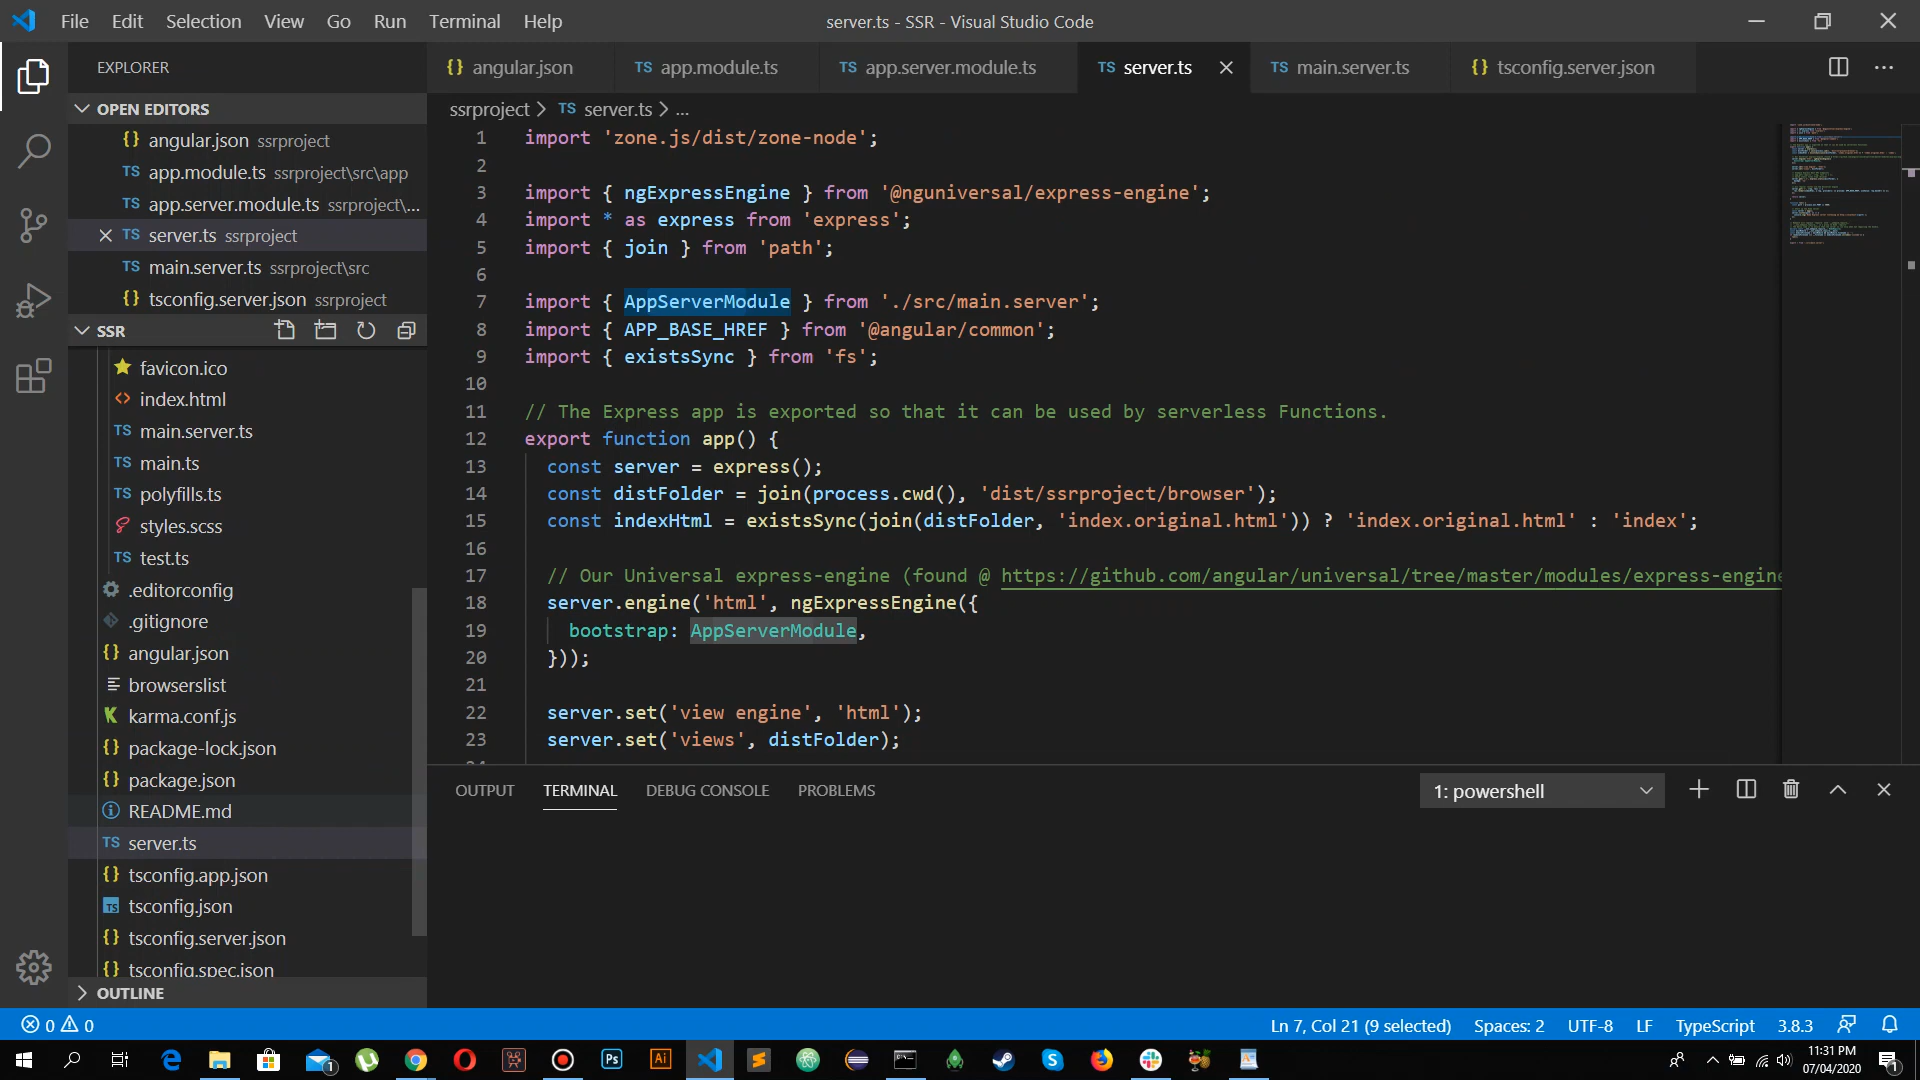 File Edit Selection View Go Run Terminal Help
server.ts - SSR - Visual Studio Code
EXPLORER
OPEN EDITORS
{} angular.json ssrproject
TS app.module.ts ssrproject\src\app
TS app.server.module.ts ssrproject\...
TS server.ts ssrproject
TS main.server.ts ssrproject\src
{} tsconfig.server.json ssrproject
SSR
favicon.ico
<> index.html
TS main.server.ts
TS main.ts
TS polyfills.ts
styles.scss
TS test.ts
.editorconfig
.gitignore
{} angular.json
browserslist
K karma.conf.js
{} package-lock.json
{} package.json
README.md
TS server.ts
{} tsconfig.app.json
TS tsconfig.json
{} tsconfig.server.json
{} tsconfig.spec.json
OUTLINE
{} angular.json TS app.module.ts TS app.server.module.ts TS server.ts TS main.server.ts {} tsconfig.server.json
ssrproject > TS server.ts > ...
1 import 'zone.js/dist/zone-node';
2
3 import { ngExpressEngine } from '@nguniversal/express-engine';
4 import * as express from 'express';
5 import { join } from 'path';
6
7 import { AppServerModule } from './src/main.server';
8 import { APP_BASE_HREF } from '@angular/common';
9 import { existsSync } from 'fs';
10
11 // The Express app is exported so that it can be used by serverless Functions.
12 export function app() {
13 const server = express();
14 const distFolder = join(process.cwd(), 'dist/ssrproject/browser');
15 const indexHtml = existsSync(join(distFolder, 'index.original.html')) ? 'index.original.html' : 'index';
16
17 // Our Universal express-engine (found @ https://github.com/angular/universal/tree/master/modules/express-engine
18 server.engine('html', ngExpressEngine({
19 bootstrap: AppServerModule,
20 }));
21
22 server.set('view engine', 'html');
23 server.set('views', distFolder);
OUTPUT TERMINAL DEBUG CONSOLE PROBLEMS
1: powershell
0 0
Ln 7, Col 21 (9 selected) Spaces: 2 UTF-8 LF TypeScript 3.8.3
1
Ps
Ai
11:31 PM
07/04/2020
1